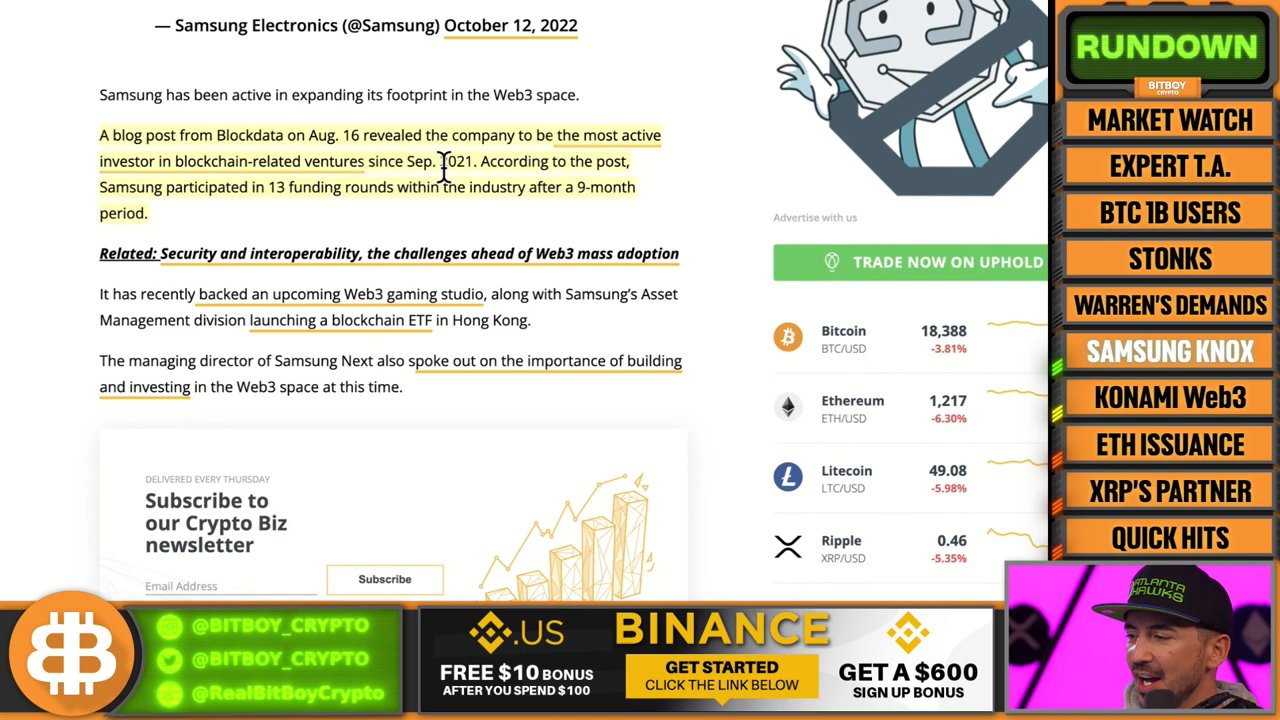 — Samsung Electronics (@Samsung) October 12, 2022
Samsung has been active in expanding its footprint in the Web3 space.
A blog post from Blockdata on Aug. 16 revealed the company to be the most active
investor in blockchain-related ventures since Sep. 2021. According to the post,
Samsung participated in 13 funding rounds within the industry after a 9-month
period.
Related: Security and interoperability, the challenges ahead of Web3 mass adoption
It has recently backed an upcoming Web3 gaming studio, along with Samsung's Asset
Management division launching a blockchain ETF in Hong Kong.
The managing director of Samsung Next also spoke out on the importance of building
and investing in the Web3 space at this time.
DELIVERED EVERY THURSDAY
Subscribe to
our Crypto Biz
newsletter
Email Address
Subscribe
Advertise with us
TRADE NOW ON UPHOLD
Bitcoin 18,388
BTC/USD -3.81%
Ethereum 1,217
ETH/USD -6.30%
Litecoin 49.08
LTC/USD -5.98%
Ripple 0.46
XRP/USD -5.35%
RUNDOWN
BITBOY
CRYPTO
MARKET WATCH
EXPERT T.A.
BTC 1B USERS
STONKS
WARREN'S DEMANDS
SAMSUNG KNOX
KONAMI Web3
ETH ISSUANCE
XRP'S PARTNER
QUICK HITS
@BITBOY_CRYPTO
@BITBOY_CRYPTO
@RealBitBoyCrypto
.US
FREE $10 BONUS
AFTER YOU SPEND $100
BINANCE
GET STARTED
CLICK THE LINK BELOW
GET A $600
SIGN UP BONUS
ATLANTA
HAWKS